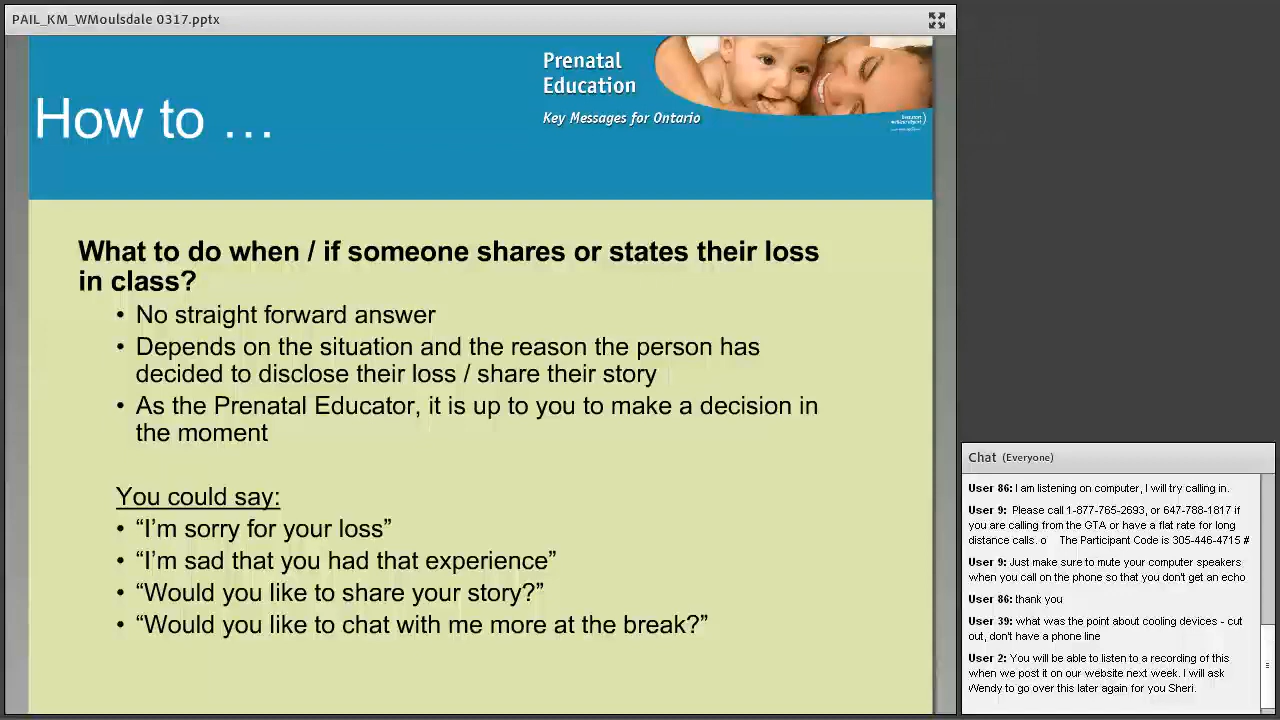 PAIL_KM_WMoulsdale 0317.pptx
Prenatal
Education
Key Messages for Ontario
How to …
What to do when / if someone shares or states their loss
in class?
• No straight forward answer
• Depends on the situation and the reason the person has
decided to disclose their loss / share their story
• As the Prenatal Educator, it is up to you to make a decision in
the moment
You could say:
• “I’m sorry for your loss”
• “I’m sad that you had that experience”
• “Would you like to share your story?”
• “Would you like to chat with me more at the break?”
Chat (Everyone)
User 86: I am listening on computer, I will try calling in.
User 9: Please call 1-877-765-2693, or 647-788-1817 if
you are calling from the GTA or have a flat rate for long
distance calls. o The Participant Code is 305-446-4715 #
User 9: Just make sure to mute your computer speakers
when you call on the phone so that you don't get an echo
User 86: thank you
User 39: what was the point about cooling devices - cut
out, don't have a phone line
User 2: You will be able to listen to a recording of this
when we post it on our website next week. I will ask
Wendy to go over this later again for you Sheri.